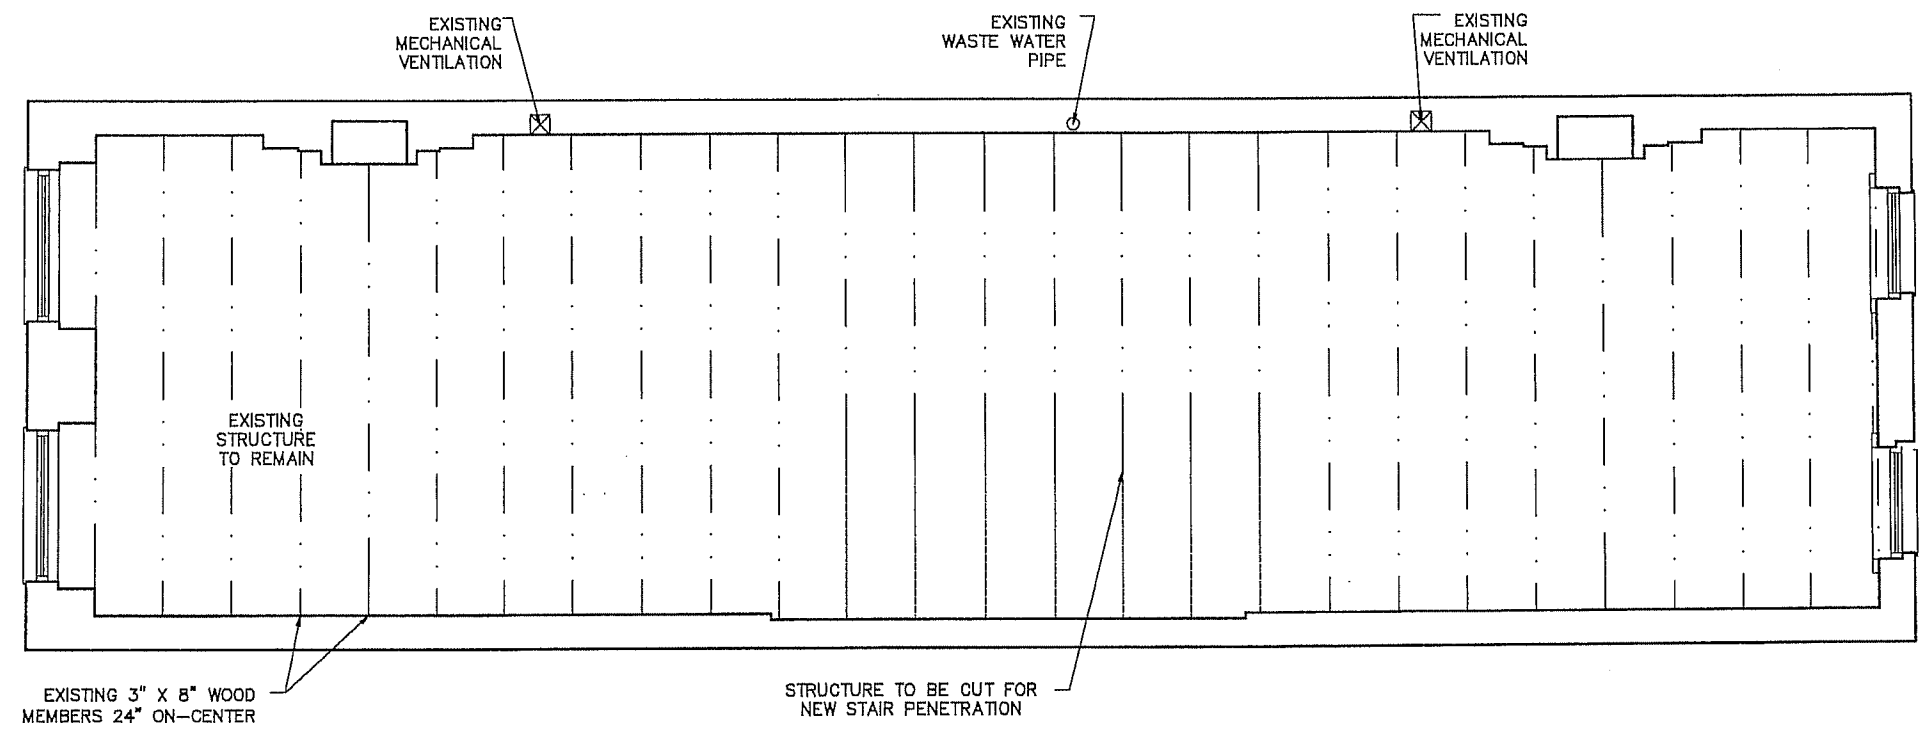 EXISTING
MECHANICAL
VENTILATION
EXISTING
WASTE WATER
PIPE
EXISTING
MECHANICAL
VENTILATION
EXISTING
STRUCTURE
TO REMAIN
EXISTING 3" X 8" WOOD
MEMBERS 24" ON-CENTER
STRUCTURE TO BE CUT FOR
NEW STAIR PENETRATION